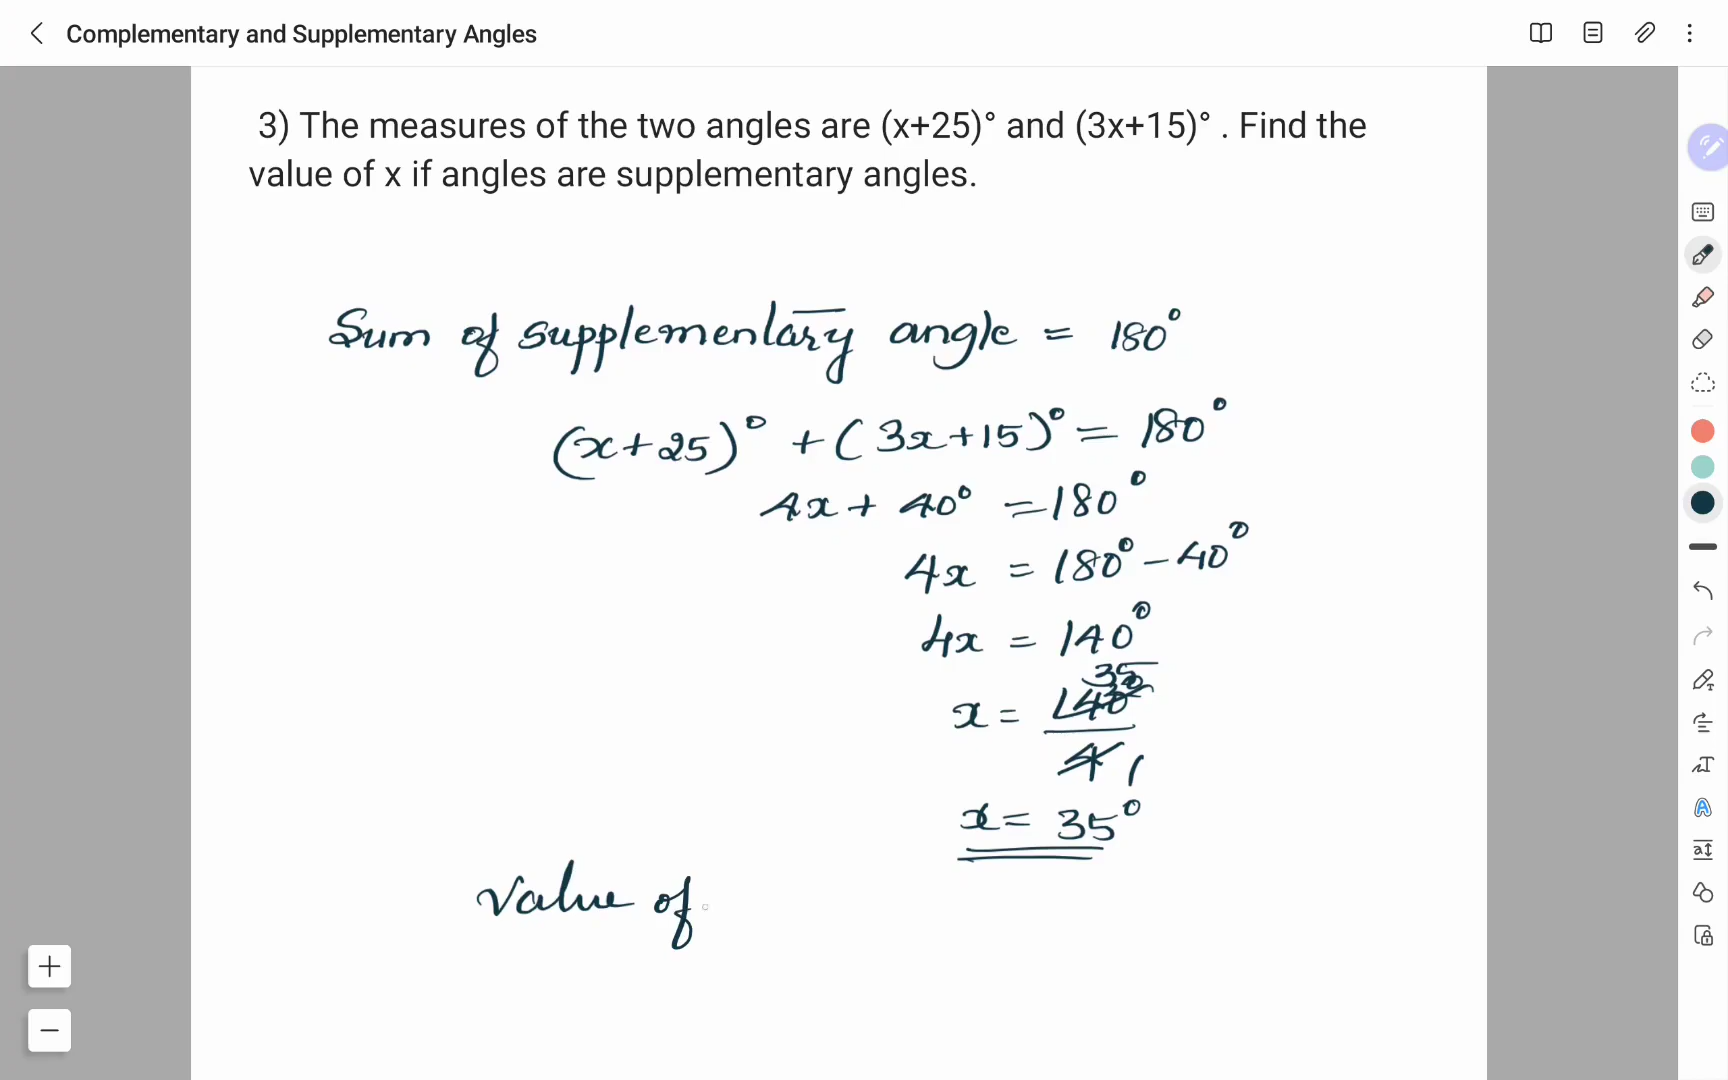 Complementary and Supplementary Angles
3) The measures of the two angles are (x+25)° and (3x+15)° . Find the
value of x if angles are supplementary angles.
Sum of supplementary angle = 180°
(x+25)° + (3x+15)° = 180°
4x + 40° = 180°
4x = 180° - 40°
4x = 140°
35
x = 140
4 1
x = 35°
value of